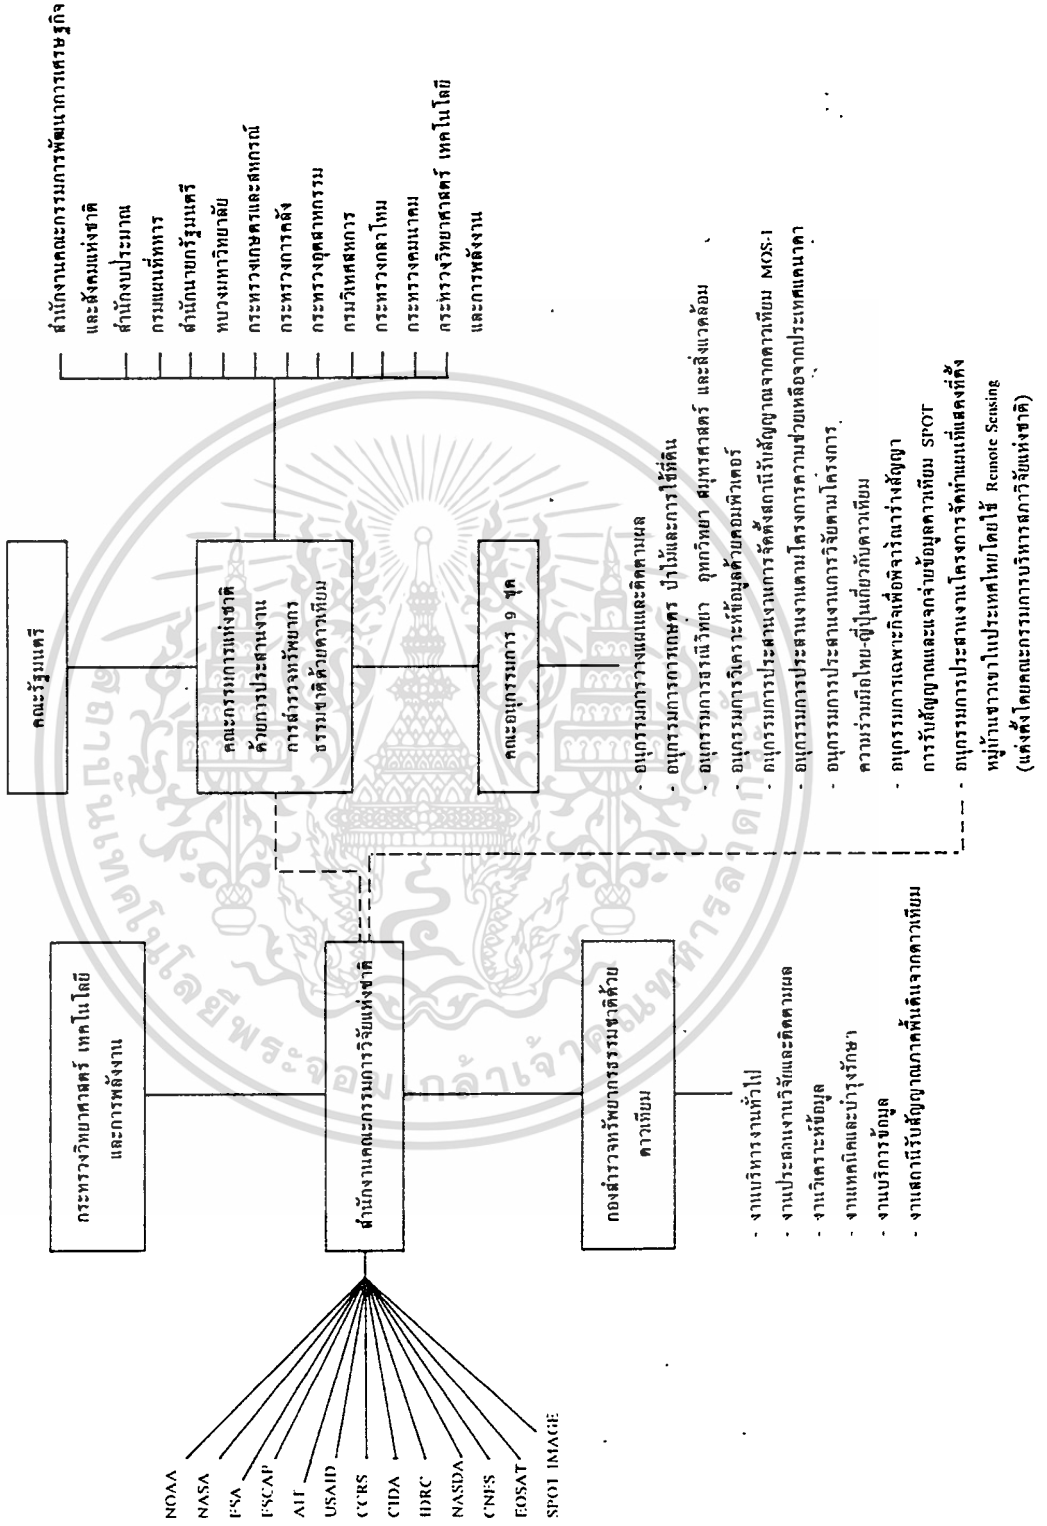 คณะรัฐมนตรี
คณะกรรมการแห่งชาติ
ด้วยการประสานงาน
การสำรวจทรัพยากร
ธรรมชาติด้วยดาวเทียม
คณะอนุกรรมการ 9 ชุด
สำนักงานคณะกรรมการพัฒนาการเศรษฐกิจ
และสังคมแห่งชาติ
สำนักงบประมาณ
กรมแผนที่ทหาร
สำนักนายกรัฐมนตรี
ทบวงมหาวิทยาลัย
กระทรวงเกษตรและสหกรณ์
กระทรวงการคลัง
กระทรวงอุตสาหกรรม
กรมวิเทศสหการ
กระทรวงกลาโหม
กระทรวงคมนาคม
กระทรวงวิทยาศาสตร์ เทคโนโลยี
และการพลังงาน
- อนุกรรมการวางแผนและติดตามผล
- อนุกรรมการการเกษตร ป่าไม้และการใช้ที่ดิน
- อนุกรรมการธรณีวิทยา อุทกวิทยา สมุทรศาสตร์ และสิ่งแวดล้อม
- อนุกรรมการวิเคราะห์ข้อมูลด้วยคอมพิวเตอร์
- อนุกรรมการประสานงานการจัดตั้งสถานีรับสัญญาณจากดาวเทียม MOS-1
- อนุกรรมการประสานงานตามโครงการความช่วยเหลือจากประเทศแคนาดา
- อนุกรรมการประสานงานการวิจัยตามโครงการ
ความร่วมมือไทย-ญี่ปุ่นเกี่ยวกับดาวเทียม
- อนุกรรมการเฉพาะกิจเพื่อพิจารณาร่างสัญญา
การรับสัญญาณและแจกจ่ายข้อมูลดาวเทียม SPOT
- อนุกรรมการประสานงานโครงการจัดทำแผนที่แสดงที่ตั้ง
หมู่บ้านชาวเขาในประเทศไทยโดยใช้ Remote Sensing
(แต่งตั้งโดยคณะกรรมการบริหารสภาวิจัยแห่งชาติ)
กระทรวงวิทยาศาสตร์ เทคโนโลยี
และการพลังงาน
สำนักงานคณะกรรมการวิจัยแห่งชาติ
กองสำรวจทรัพยากรธรรมชาติด้วย
ดาวเทียม
- งานบริหารงานทั่วไป
- งานประสานงานวิจัยและติดตามผล
- งานวิเคราะห์ข้อมูล
- งานเทคนิคและบำรุงรักษา
- งานบริการข้อมูล
- งานสถานีรับสัญญาณภาคพื้นดินจากดาวเทียม
NOAA
NASA
ESA
ESCAP
AIT
USAID
CCRS
CIDA
IDRC
NASDA
CNES
EOSAT
SPOT IMAGE
สถาบันเทคโนโลยีพระจอมเกล้าเจ้าคุณทหารลาดกระบัง